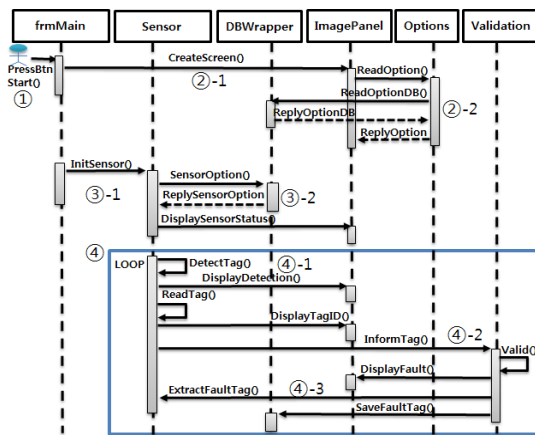 frmMain
Sensor
DBWrapper
ImagePanel
Options
Validation
PressBtn
Start()
①
CreateScreen()
②-1
ReadOption()
ReadOptionDB()
ReplyOptionDB
②-2
ReplyOption
InitSensor()
③-1
SensorOption()
ReplySensorOption
③-2
DisplaySensorStatus()
④
LOOP
DetectTag()
④-1
DisplayDetection()
ReadTag()
DisplayTagID()
InformTag()
④-2
Valid()
DisplayFault()
ExtractFaultTag()
④-3
SaveFaultTag()